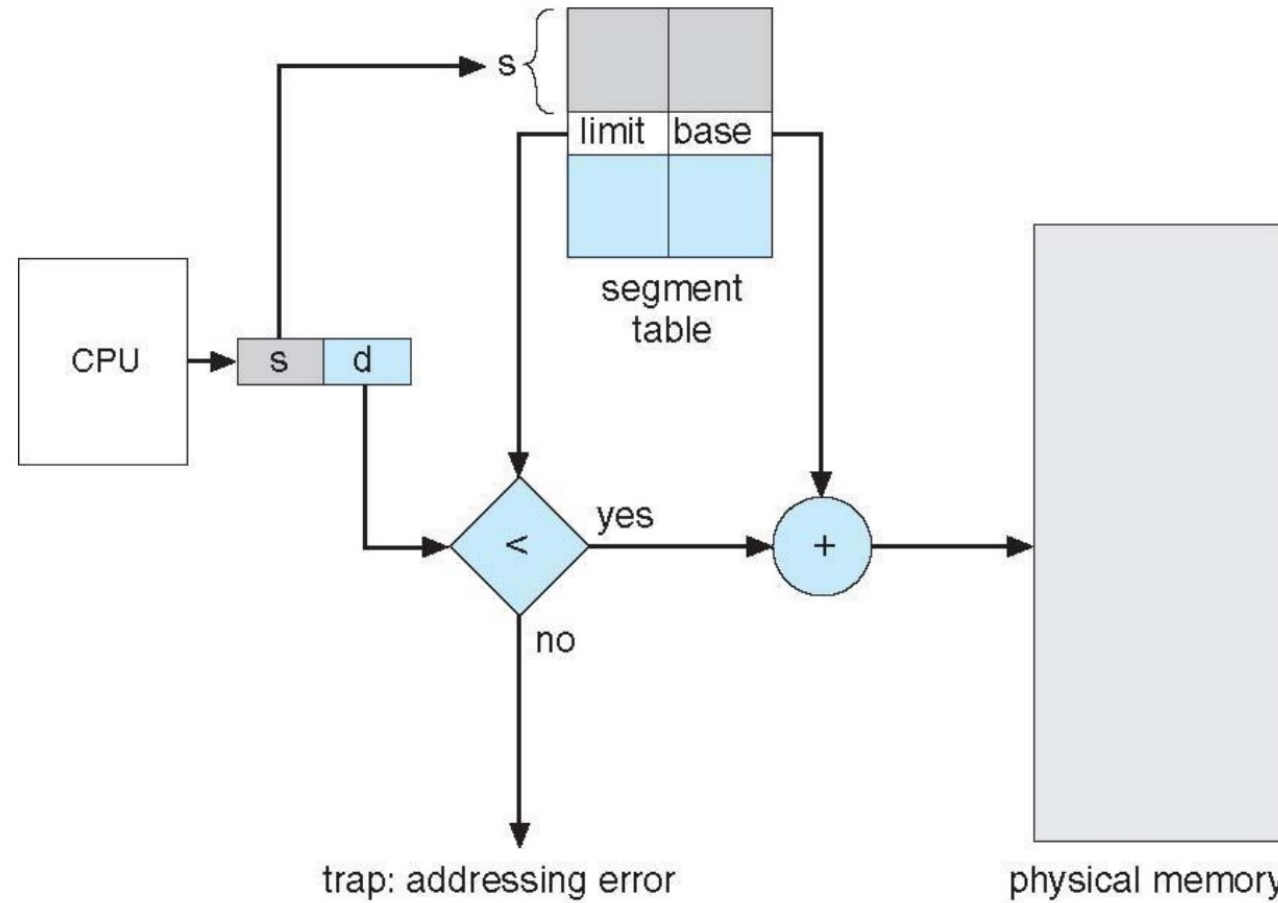 s
limit base
segment
table
CPU
s d
<
yes
+
no
trap: addressing error
physical memory